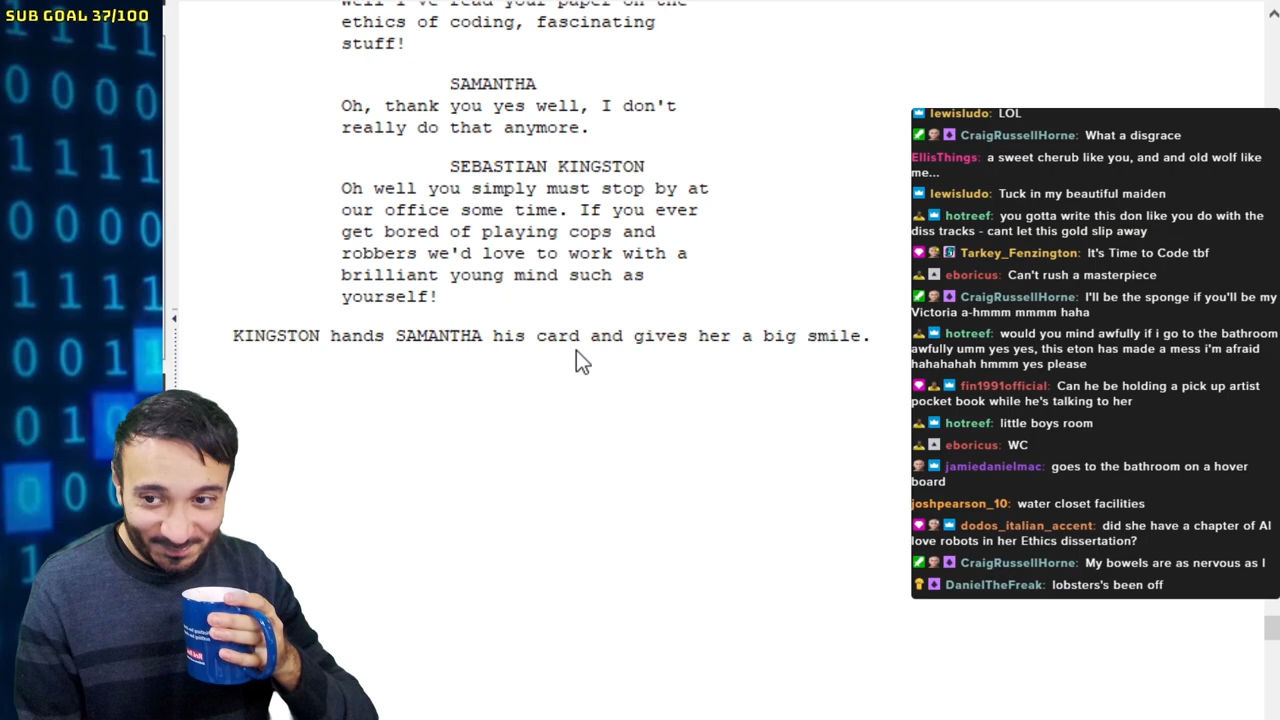 SUB GOAL 37/100
well I've read your paper on the
ethics of coding, fascinating
stuff!
SAMANTHA
Oh, thank you yes well, I don't
really do that anymore.
SEBASTIAN KINGSTON
Oh well you simply must stop by at
our office some time. If you ever
get bored of playing cops and
robbers we'd love to work with a
brilliant young mind such as
yourself!
KINGSTON hands SAMANTHA his card and gives her a big smile.
lewisludo: LOL
CraigRussellHorne: What a disgrace
EllisThings: a sweet cherub like you, and and old wolf like
me...
lewisludo: Tuck in my beautiful maiden
hotreef: you gotta write this don like you do with the
diss tracks - cant let this gold slip away
Tarkey_Fenzington: It's Time to Code tbf
eboricus: Can't rush a masterpiece
CraigRussellHorne: I'll be the sponge if you'll be my
Victoria a-hmmm mmmm haha
hotreef: would you mind awfully if i go to the bathroom
awfully umm yes yes, this eton has made a mess i'm afraid
hahahahah hmmm yes please
fin1991official: Can he be holding a pick up artist
pocket book while he's talking to her
hotreef: little boys room
eboricus: WC
jamiedanielmac: goes to the bathroom on a hover
board
joshpearson_10: water closet facilities
dodos_italian_accent: did she have a chapter of AI
love robots in her Ethics dissertation?
CraigRussellHorne: My bowels are as nervous as I
DanielTheFreak: lobsters's been off